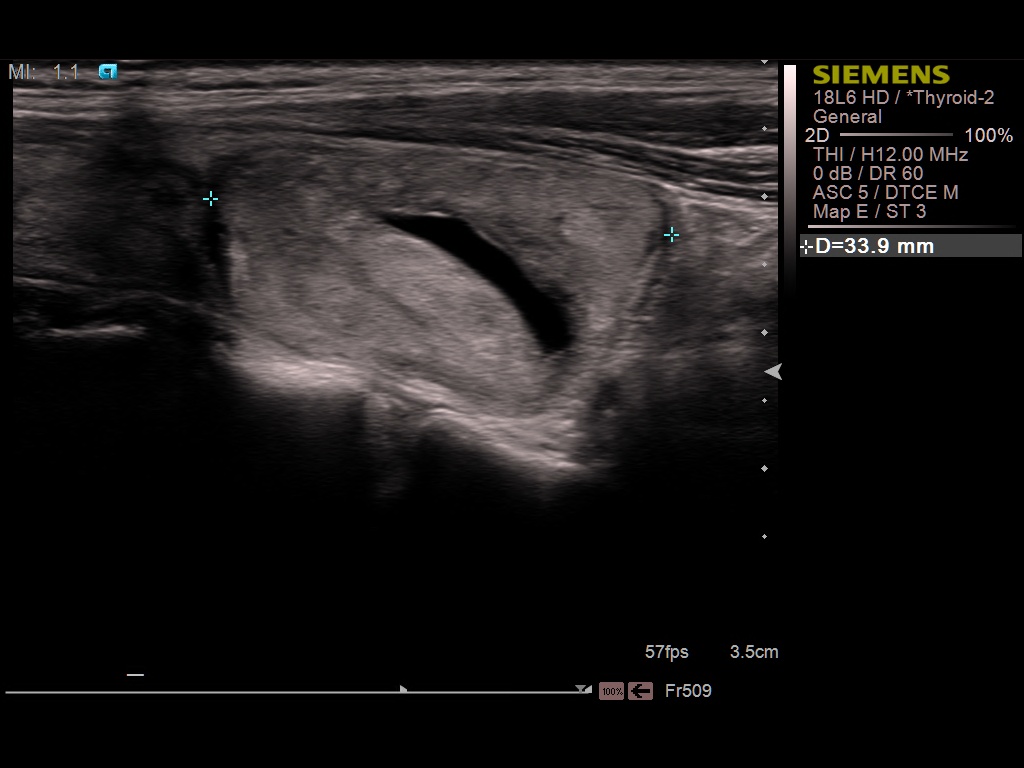 MI: 1.1
SIEMENS
18L6 HD / *Thyroid-2
General
2D 100%
THI / H12.00 MHz
0 dB / DR 60
ASC 5 / DTCE M
Map E / ST 3
D=33.9 mm
57fps 3.5cm
100% Fr509